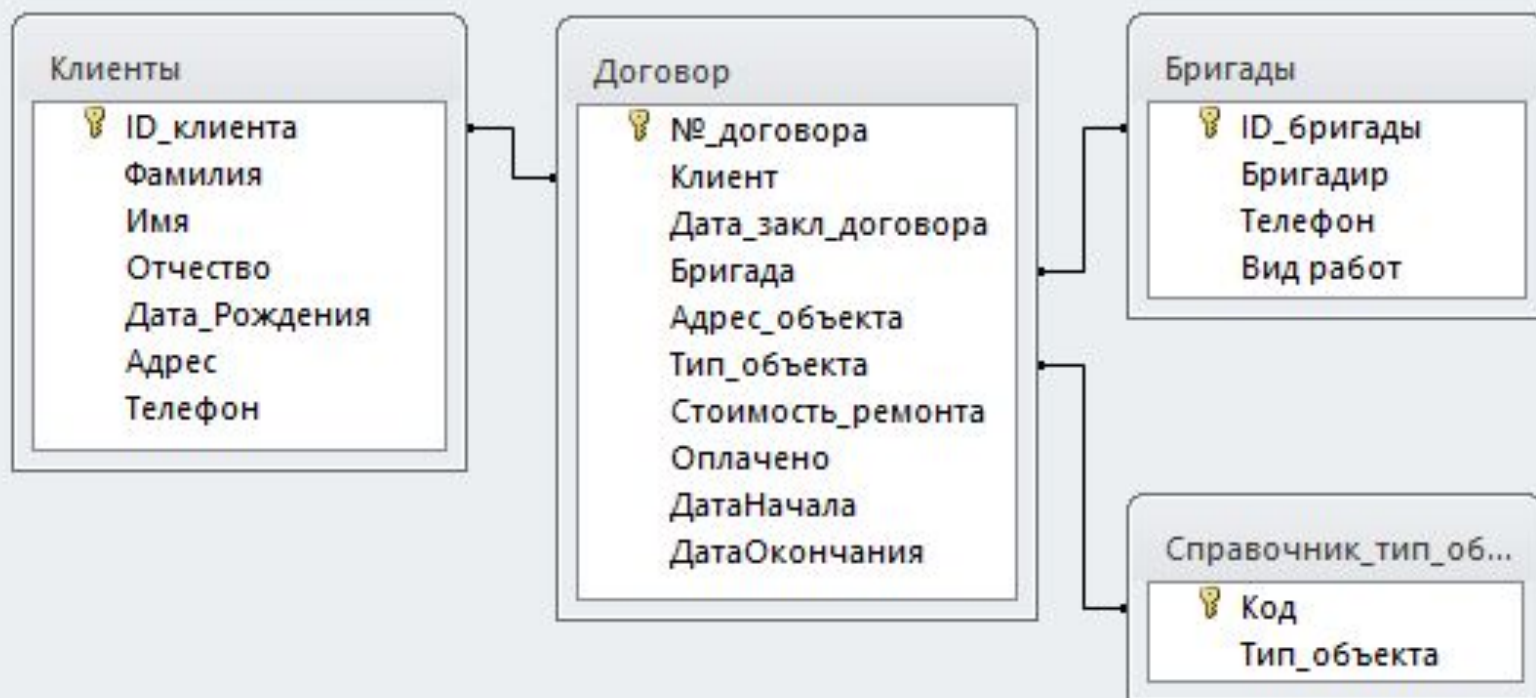 Клиенты
ID_клиента
Фамилия
Имя
Отчество
Дата_Рождения
Адрес
Телефон
Договор
№_договора
Клиент
Дата_закл_договора
Бригада
Адрес_объекта
Тип_объекта
Стоимость_ремонта
Оплачено
ДатаНачала
ДатаОкончания
Бригады
ID_бригады
Бригадир
Телефон
Вид работ
Справочник_тип_об...
Код
Тип_объекта